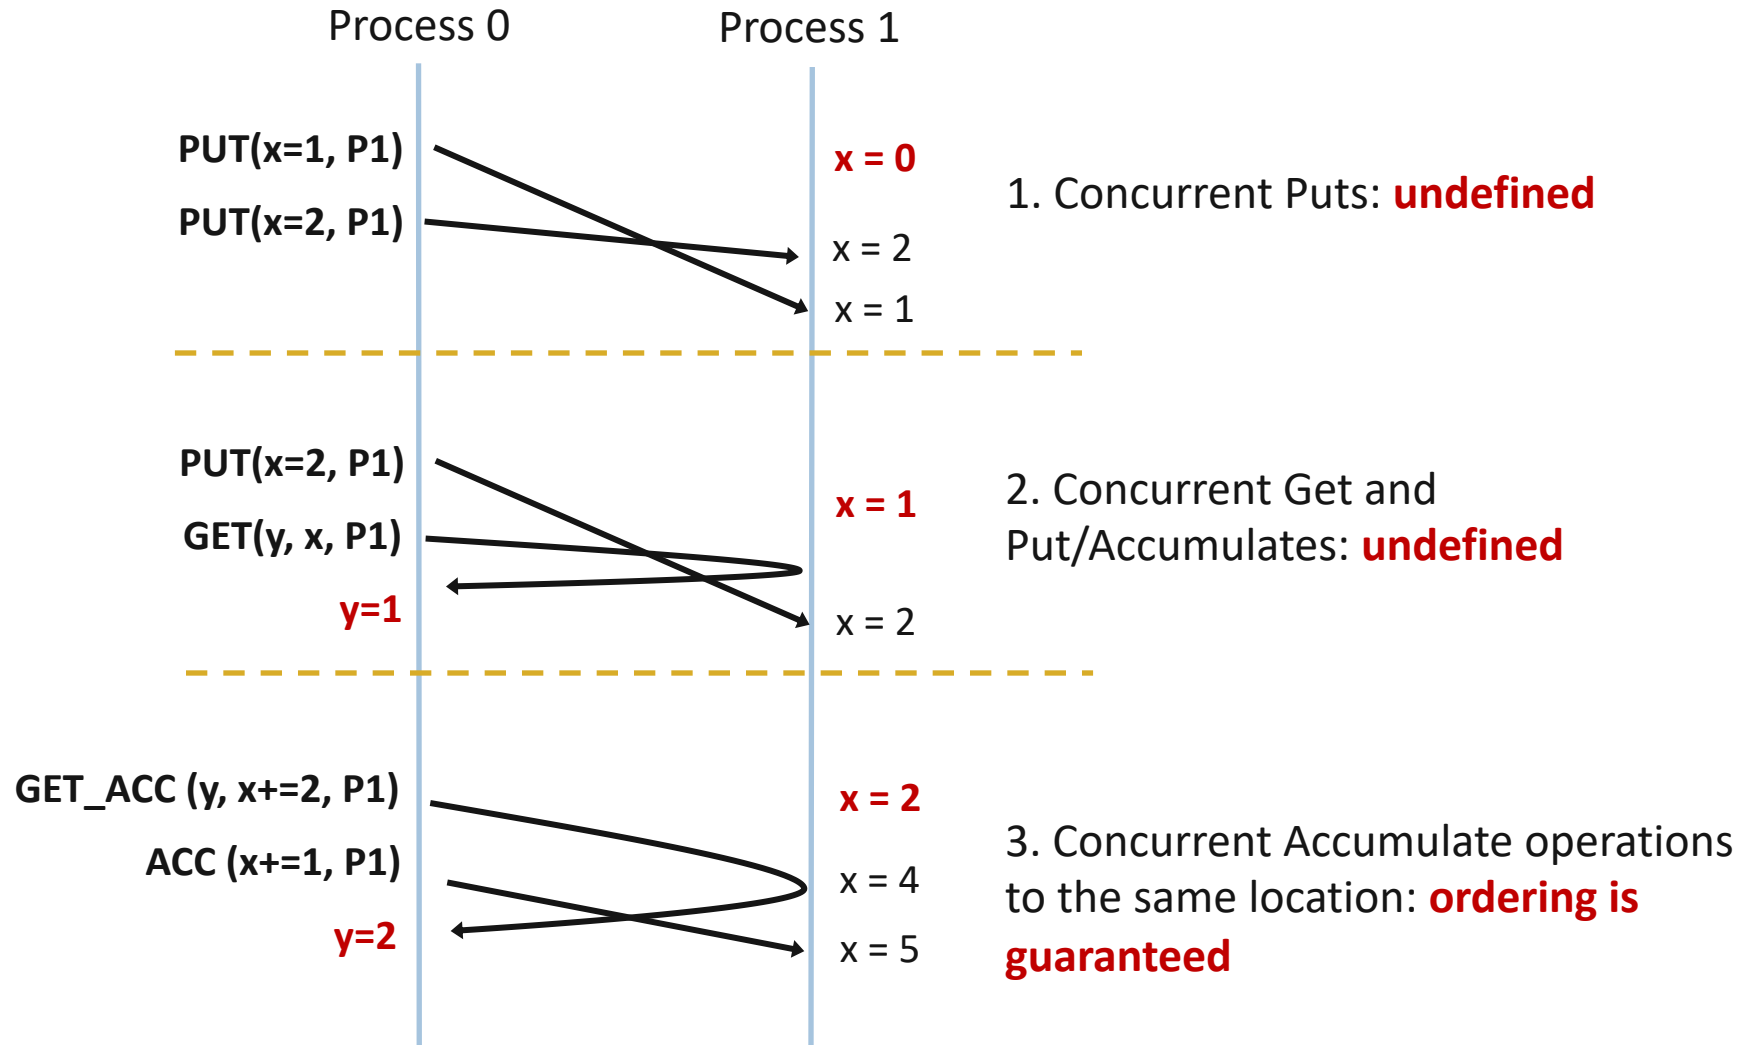 Process 0
Process 1
PUT(x=1, P1)
x = 0
1. Concurrent Puts: undefined
PUT(x=2, P1)
x = 2
x = 1
PUT(x=2, P1)
x = 1
2. Concurrent Get and
Put/Accumulates: undefined
GET(y, x, P1)
y=1
x = 2
GET_ACC (y, x+=2, P1)
x = 2
3. Concurrent Accumulate operations
to the same location: ordering is
guaranteed
ACC (x+=1, P1)
x = 4
y=2
x = 5